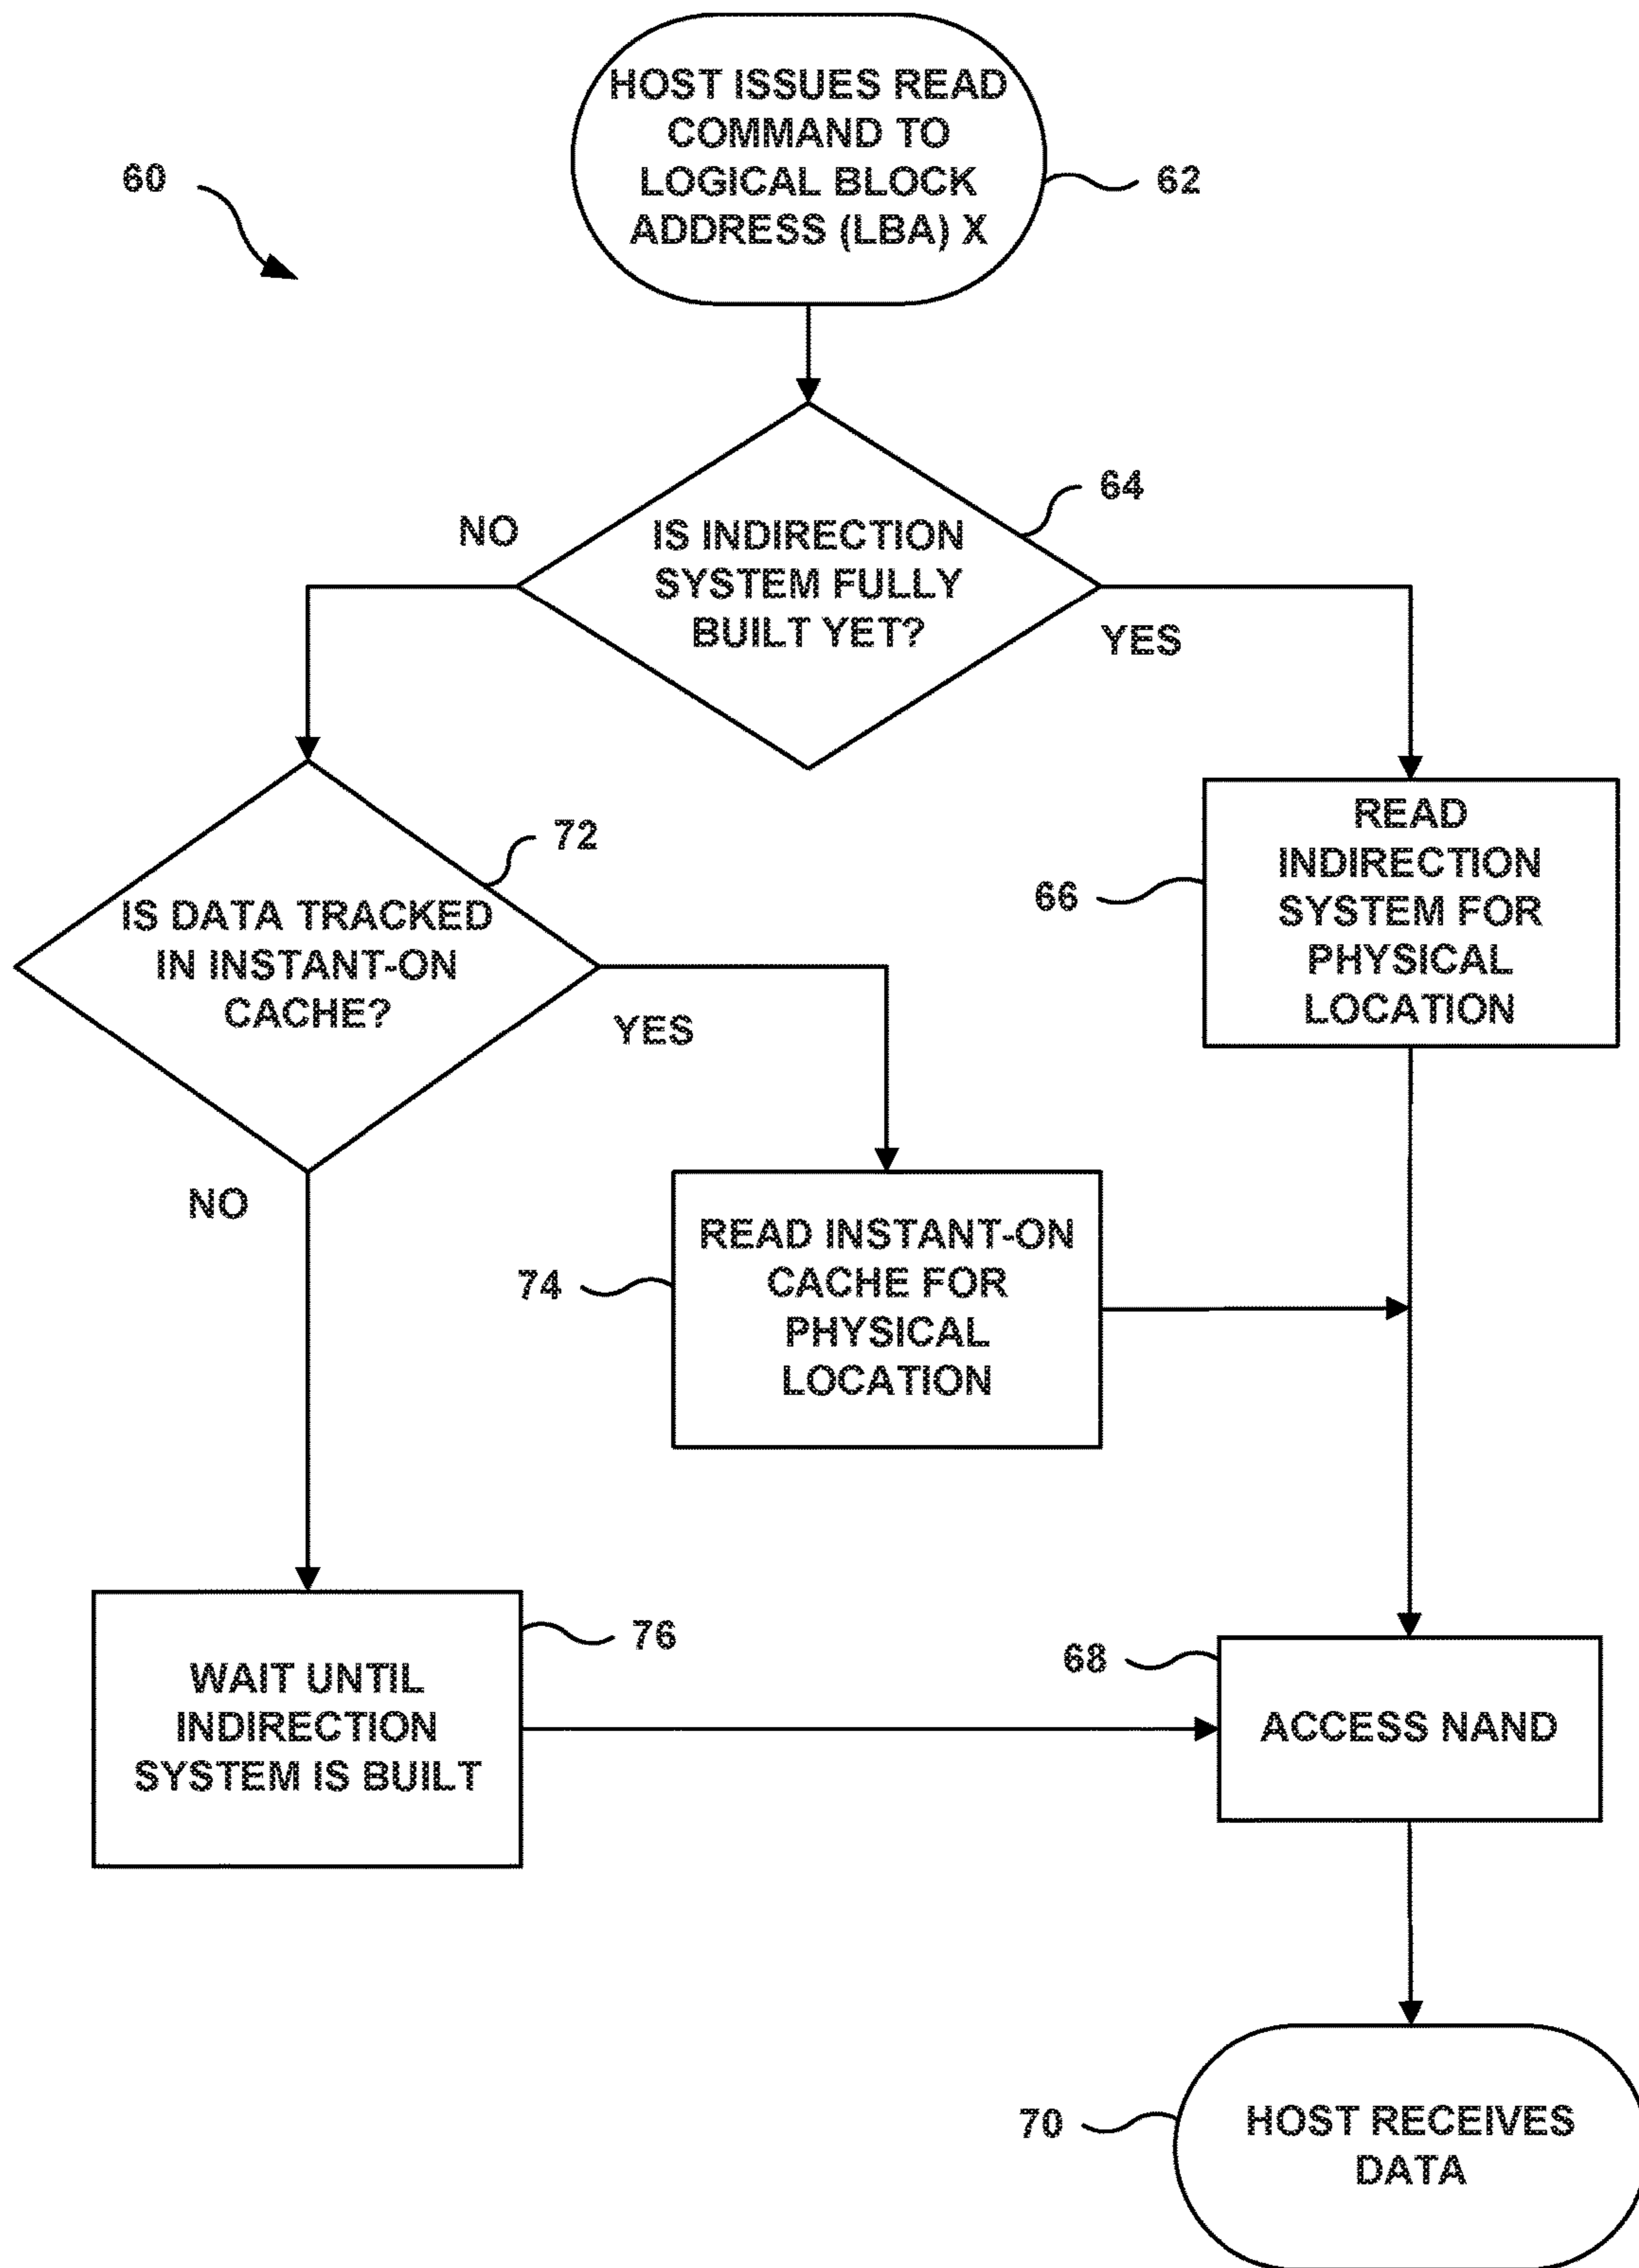 HOST ISSUES READ
COMMAND TO
LOGICAL BLOCK
ADDRESS (LBA) X
60
62
64
NO
IS INDIRECTION
SYSTEM FULLY
BUILT YET?
YES
72
IS DATA TRACKED
IN INSTANT-ON
CACHE?
YES
NO
66
READ
INDIRECTION
SYSTEM FOR
PHYSICAL
LOCATION
74
READ INSTANT-ON
CACHE FOR
PHYSICAL
LOCATION
76
WAIT UNTIL
INDIRECTION
SYSTEM IS BUILT
68
ACCESS NAND
70
HOST RECEIVES
DATA